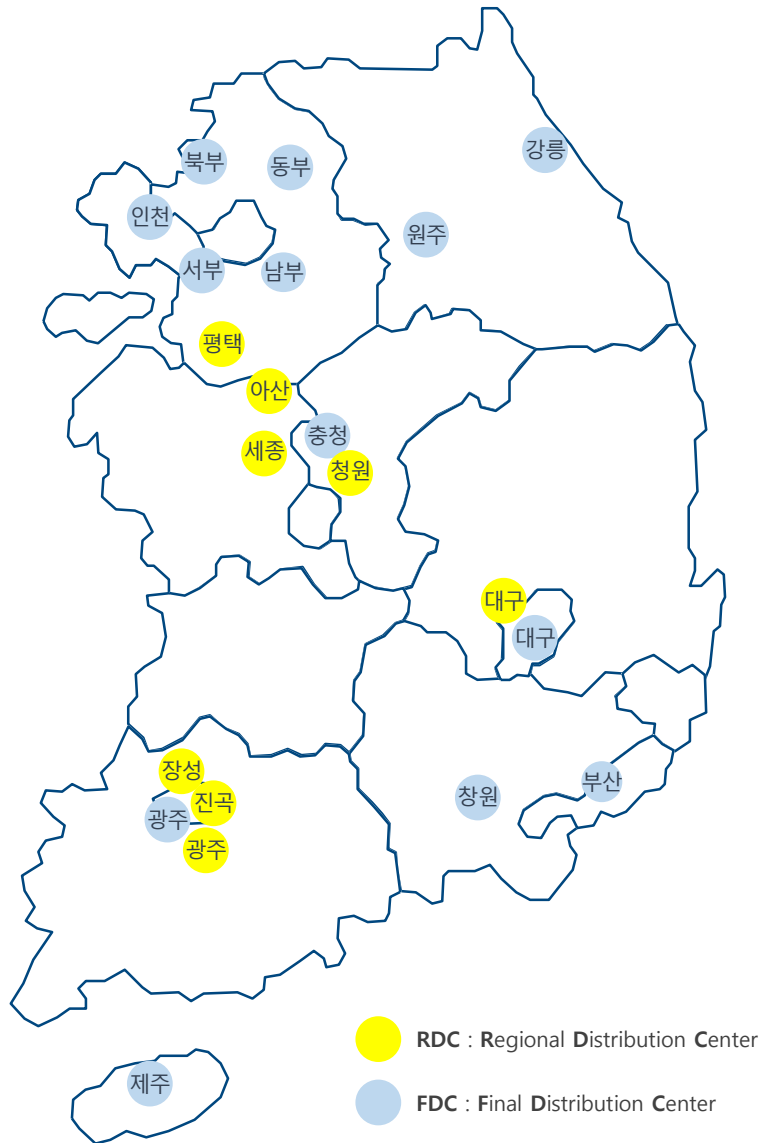 강릉
북부
동부
인천
원주
서부
남부
평택
아산
충청
세종
청원
대구
대구
장성
진곡
광주
광주
창원
부산
제주
RDC : Regional Distribution Center
FDC : Final Distribution Center